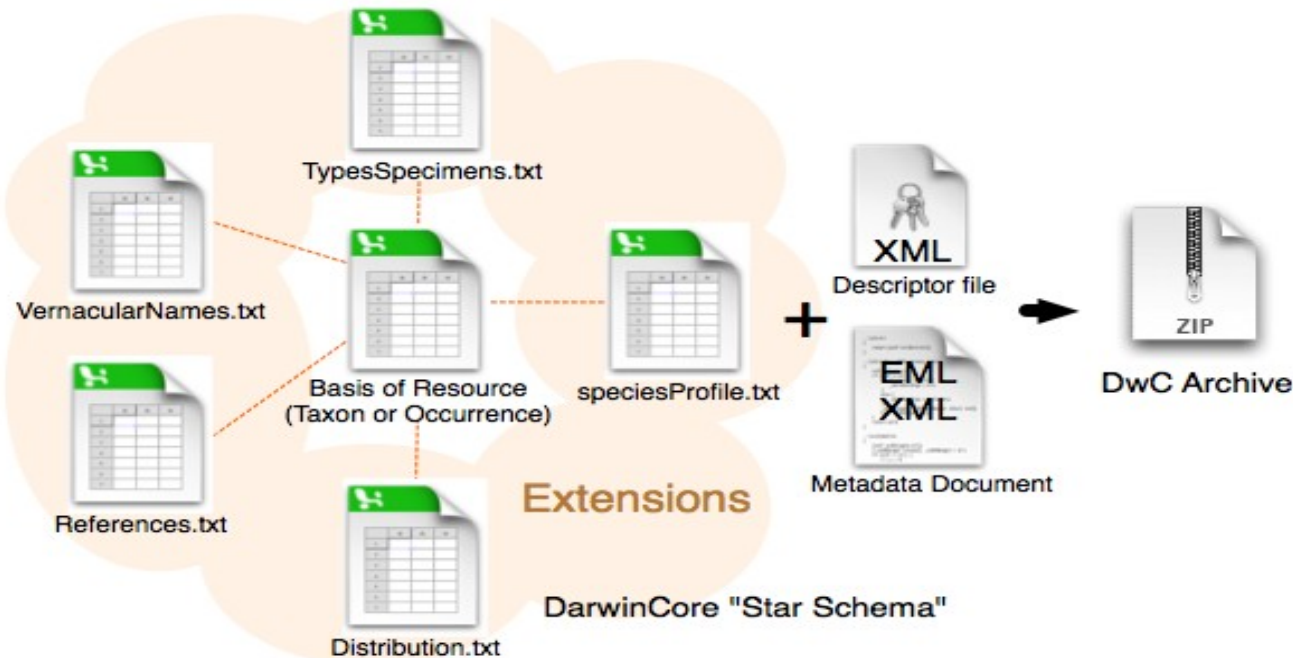 TypesSpecimens.txt
VernacularNames.txt
Basis of Resource
(Taxon or Occurrence)
speciesProfile.txt
References.txt
Distribution.txt
Extensions
DarwinCore "Star Schema"
+
XML
Descriptor file
EML
XML
Metadata Document
ZIP
DwC Archive